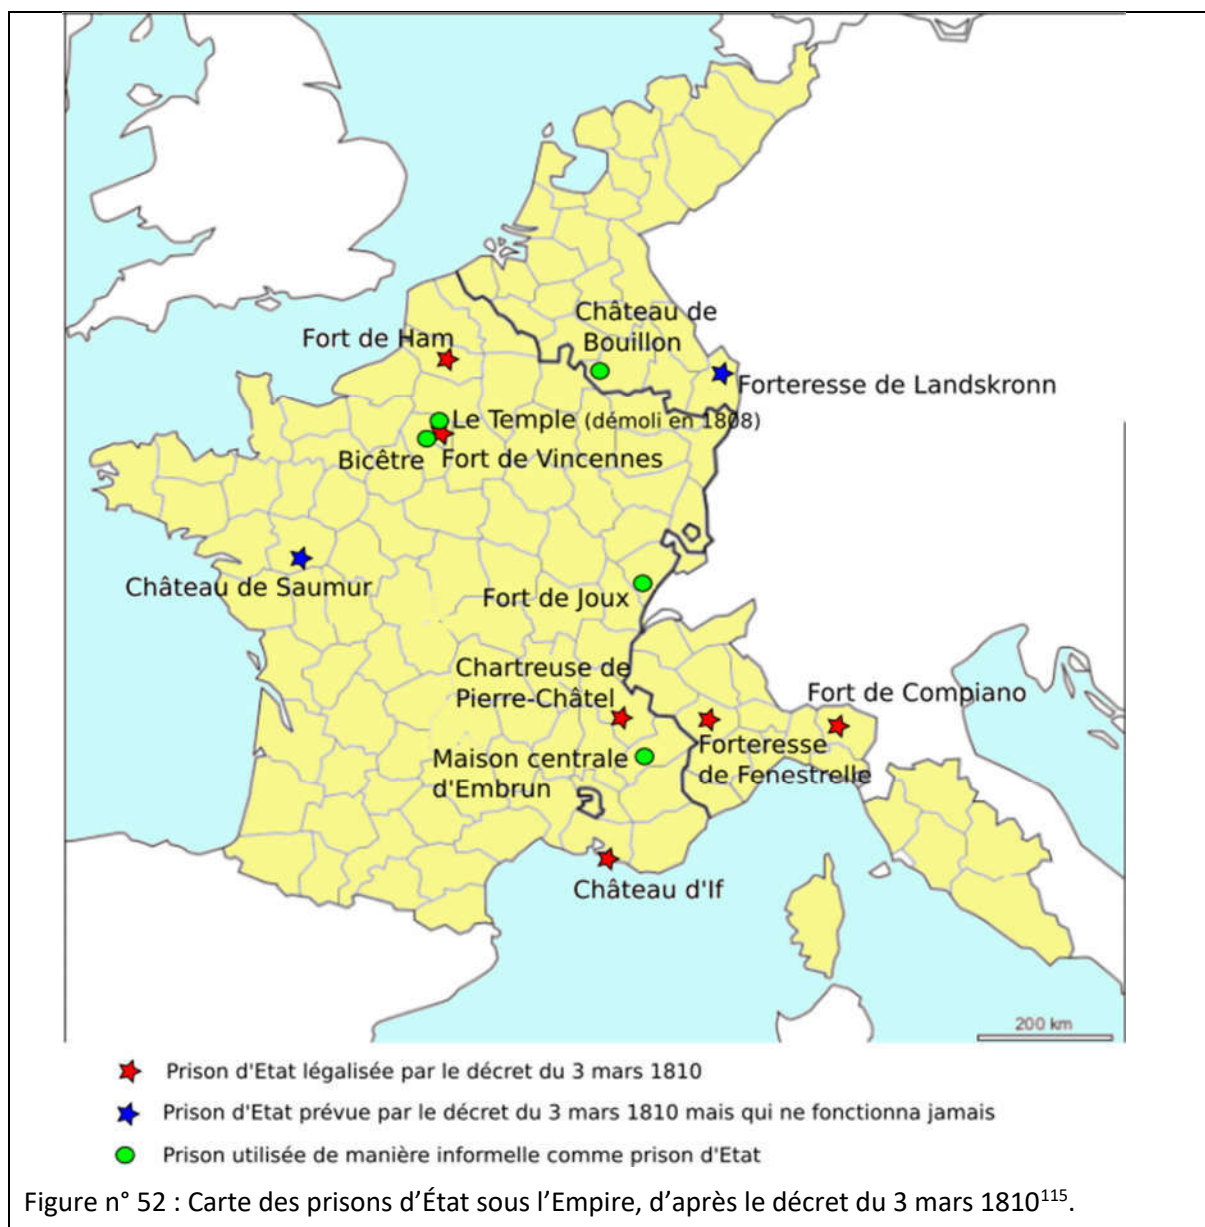 Château de
Bouillon
Fort de Ham
Forteresse de Landskronn
Le Temple (démoli en 1808)
Bicêtre
Fort de Vincennes
Château de Saumur
Fort de Joux
Chartreuse de
Pierre-Châtel
Fort de Compiano
Forteresse
de Fenestrelle
Maison centrale
d'Embrun
Château d'If
200 km
Prison d'Etat légalisée par le décret du 3 mars 1810
Prison d'Etat prévue par le décret du 3 mars 1810 mais qui ne fonctionna jamais
Prison utilisée de manière informelle comme prison d'Etat
Figure n° 52 : Carte des prisons d’État sous l’Empire, d’après le décret du 3 mars 1810115.